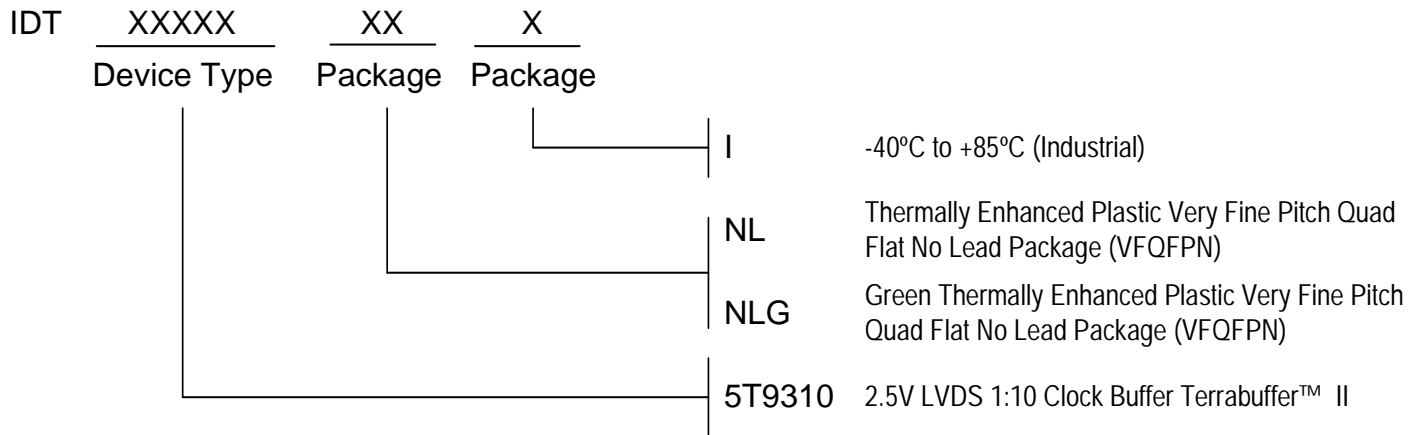 IDT XXXXX XX X
Device Type Package Package
I -40ºC to +85ºC (Industrial)
NL Thermally Enhanced Plastic Very Fine Pitch Quad
Flat No Lead Package (VFQFPN)
NLG Green Thermally Enhanced Plastic Very Fine Pitch
Quad Flat No Lead Package (VFQFPN)
5T9310 2.5V LVDS 1:10 Clock Buffer Terrabuffer™ II